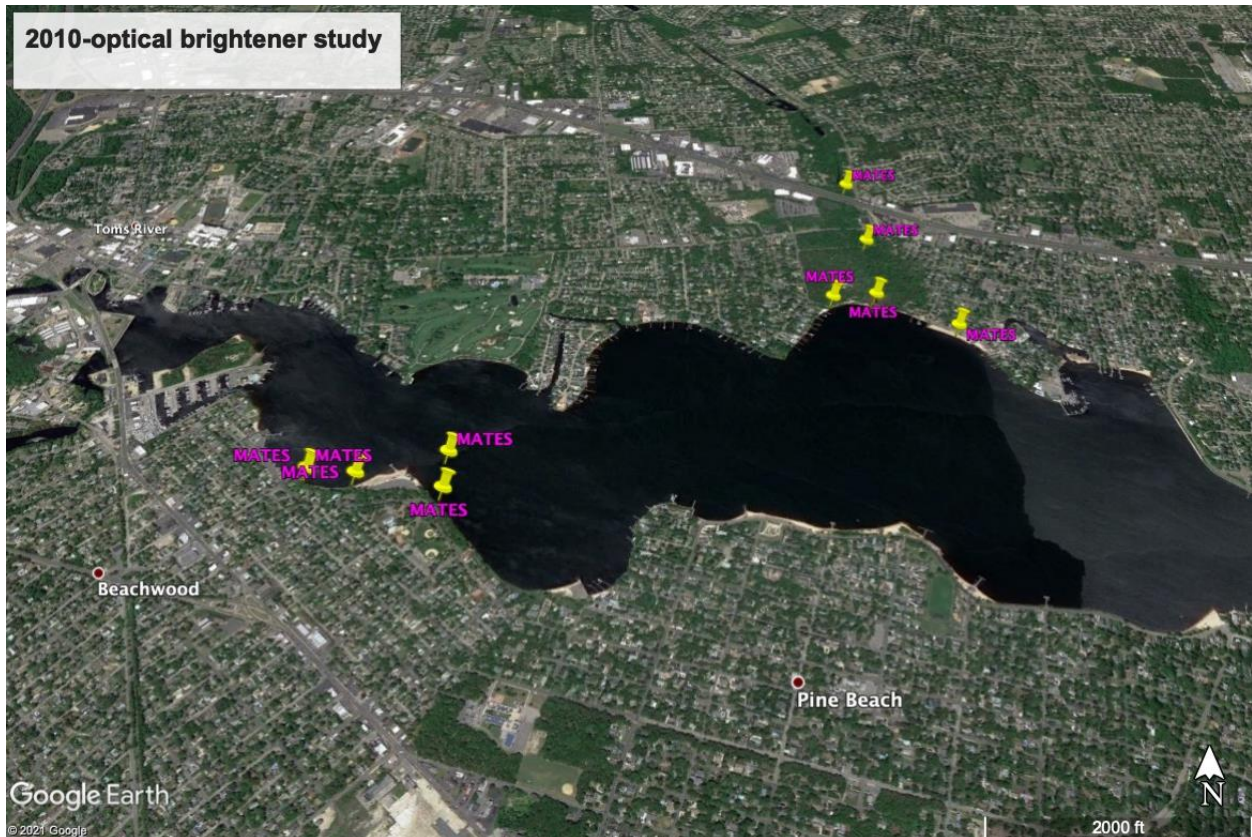 2010-optical brightener study
MATES
MATES
Toms River
MATES
MATES
MATES
MATES
MATES
MATES
MATES
MATES
Beachwood
Pine Beach
Google Earth
N
© 2021 Google
2000 ft